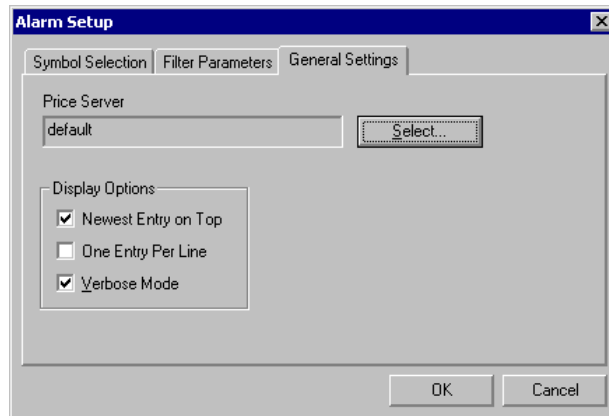 Alarm Setup
Symbol Selection Filter Parameters General Settings
Price Server
default Select...
Display Options
Newest Entry on Top
One Entry Per Line
Verbose Mode
OK Cancel